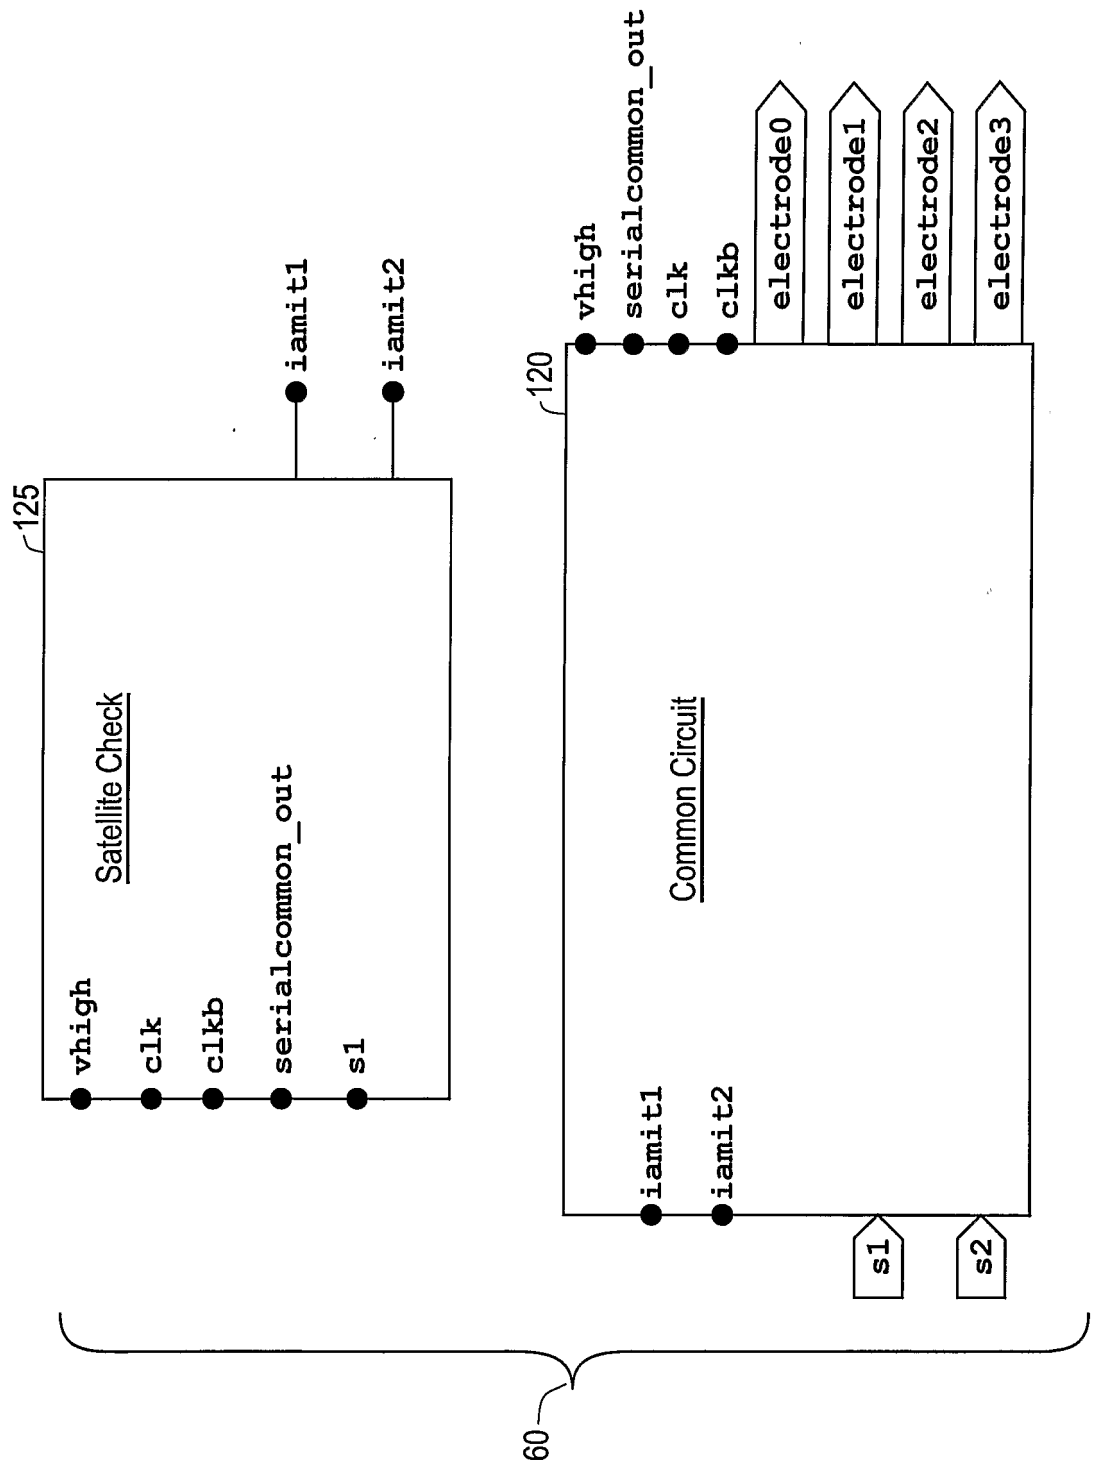 125
Satellite Check
vhigh
clk
clkb
serialcommon_out
s1
iamit1
iamit2
120
Common Circuit
iamit1
iamit2
s1
s2
vhigh
serialcommon_out
clk
clkb
electrode0
electrode1
electrode2
electrode3
60